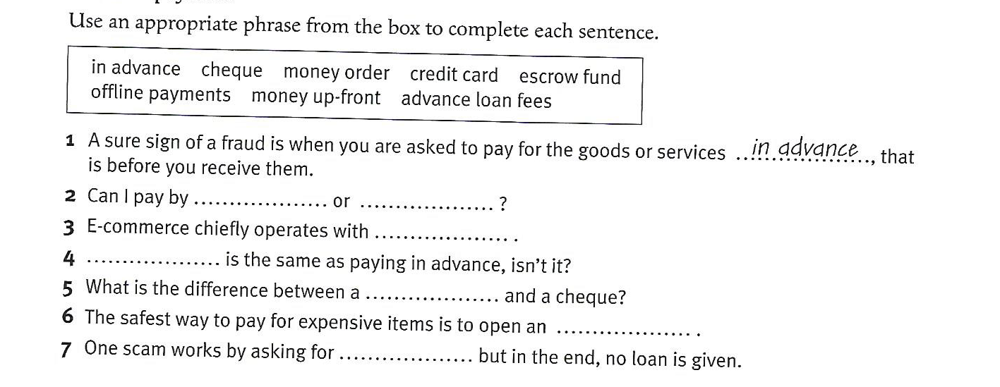 Use an appropriate phrase from the box to complete each sentence.
in advance cheque money order credit card escrow fund
offline payments money up-front advance loan fees
1 A sure sign of a fraud is when you are asked to pay for the goods or services ..in advance.., that
is before you receive them.
2 Can I pay by ................... or ................... ?
3 E-commerce chiefly operates with ................... .
4 ................... is the same as paying in advance, isn't it?
5 What is the difference between a ................... and a cheque?
6 The safest way to pay for expensive items is to open an ................... .
7 One scam works by asking for ................... but in the end, no loan is given.